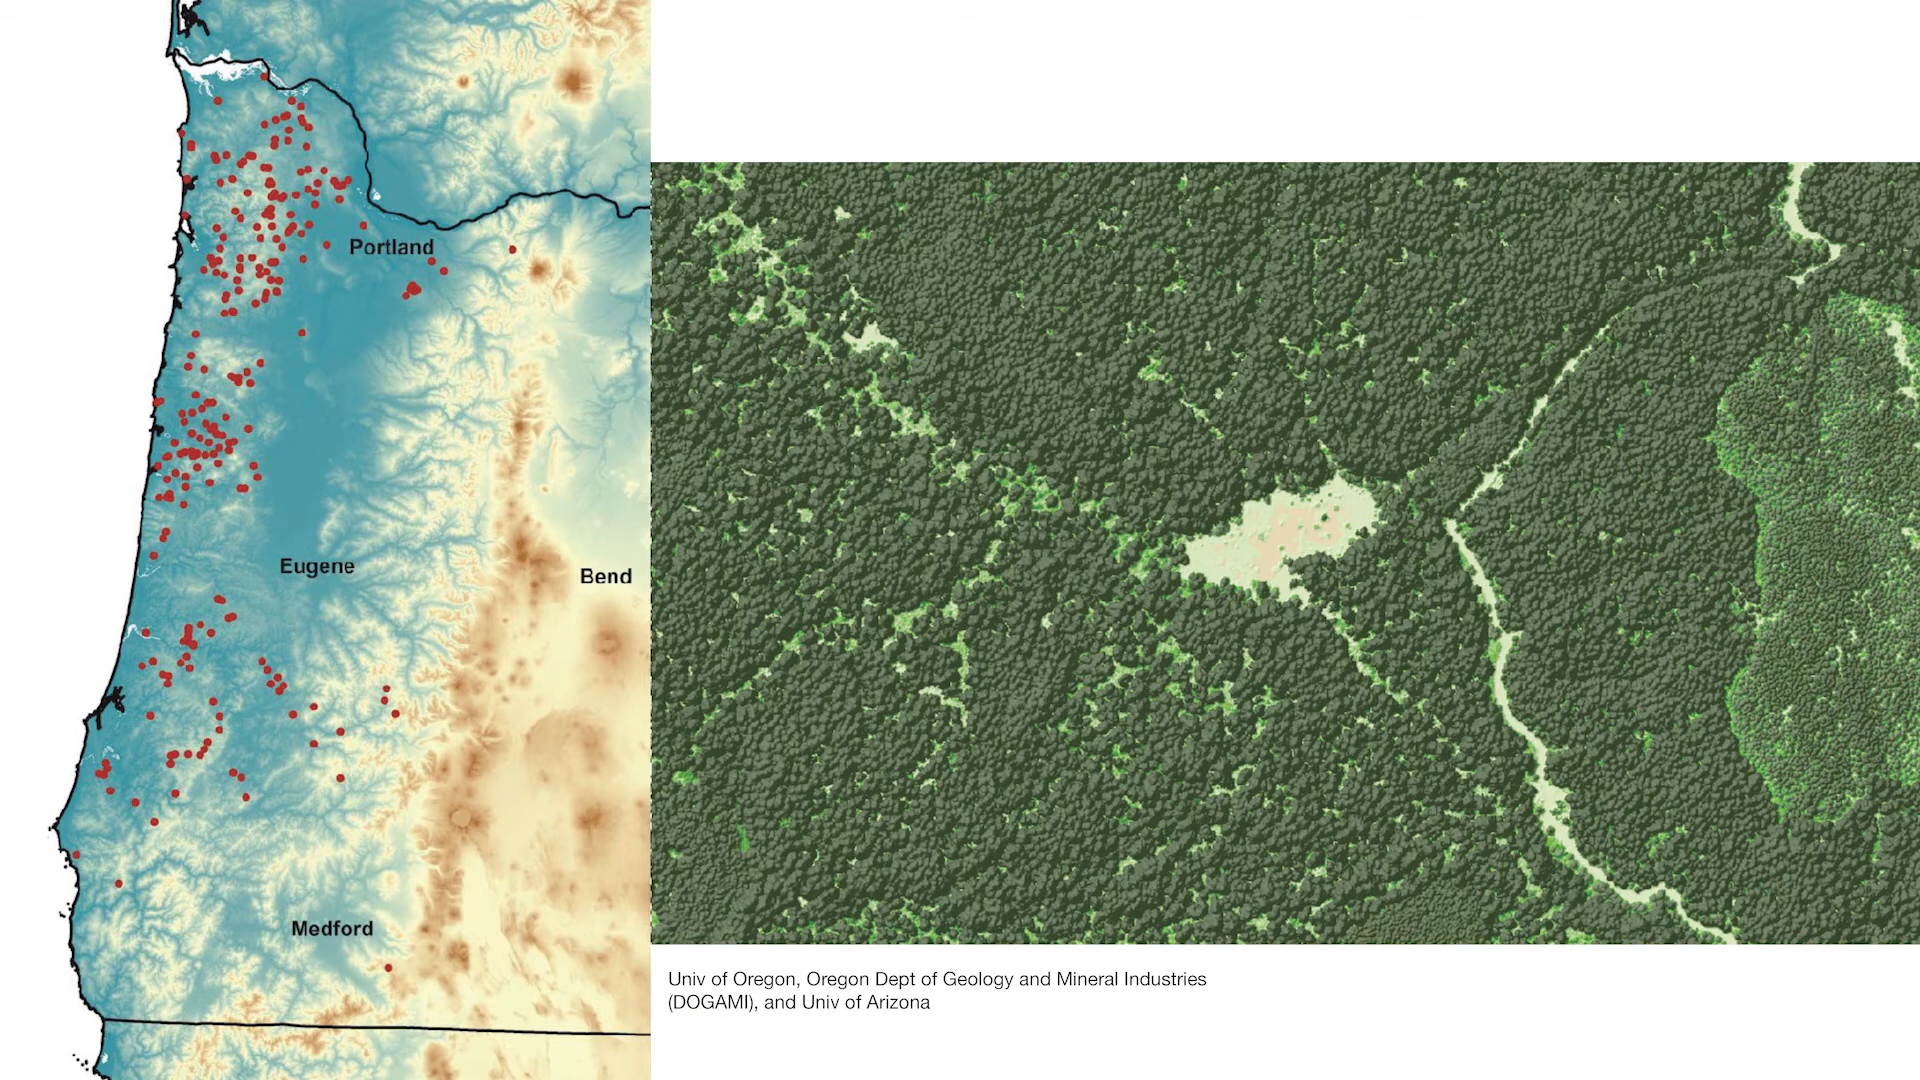 Portland
Eugene
Bend
Medford
Univ of Oregon, Oregon Dept of Geology and Mineral Industries
(DOGAMI), and Univ of Arizona